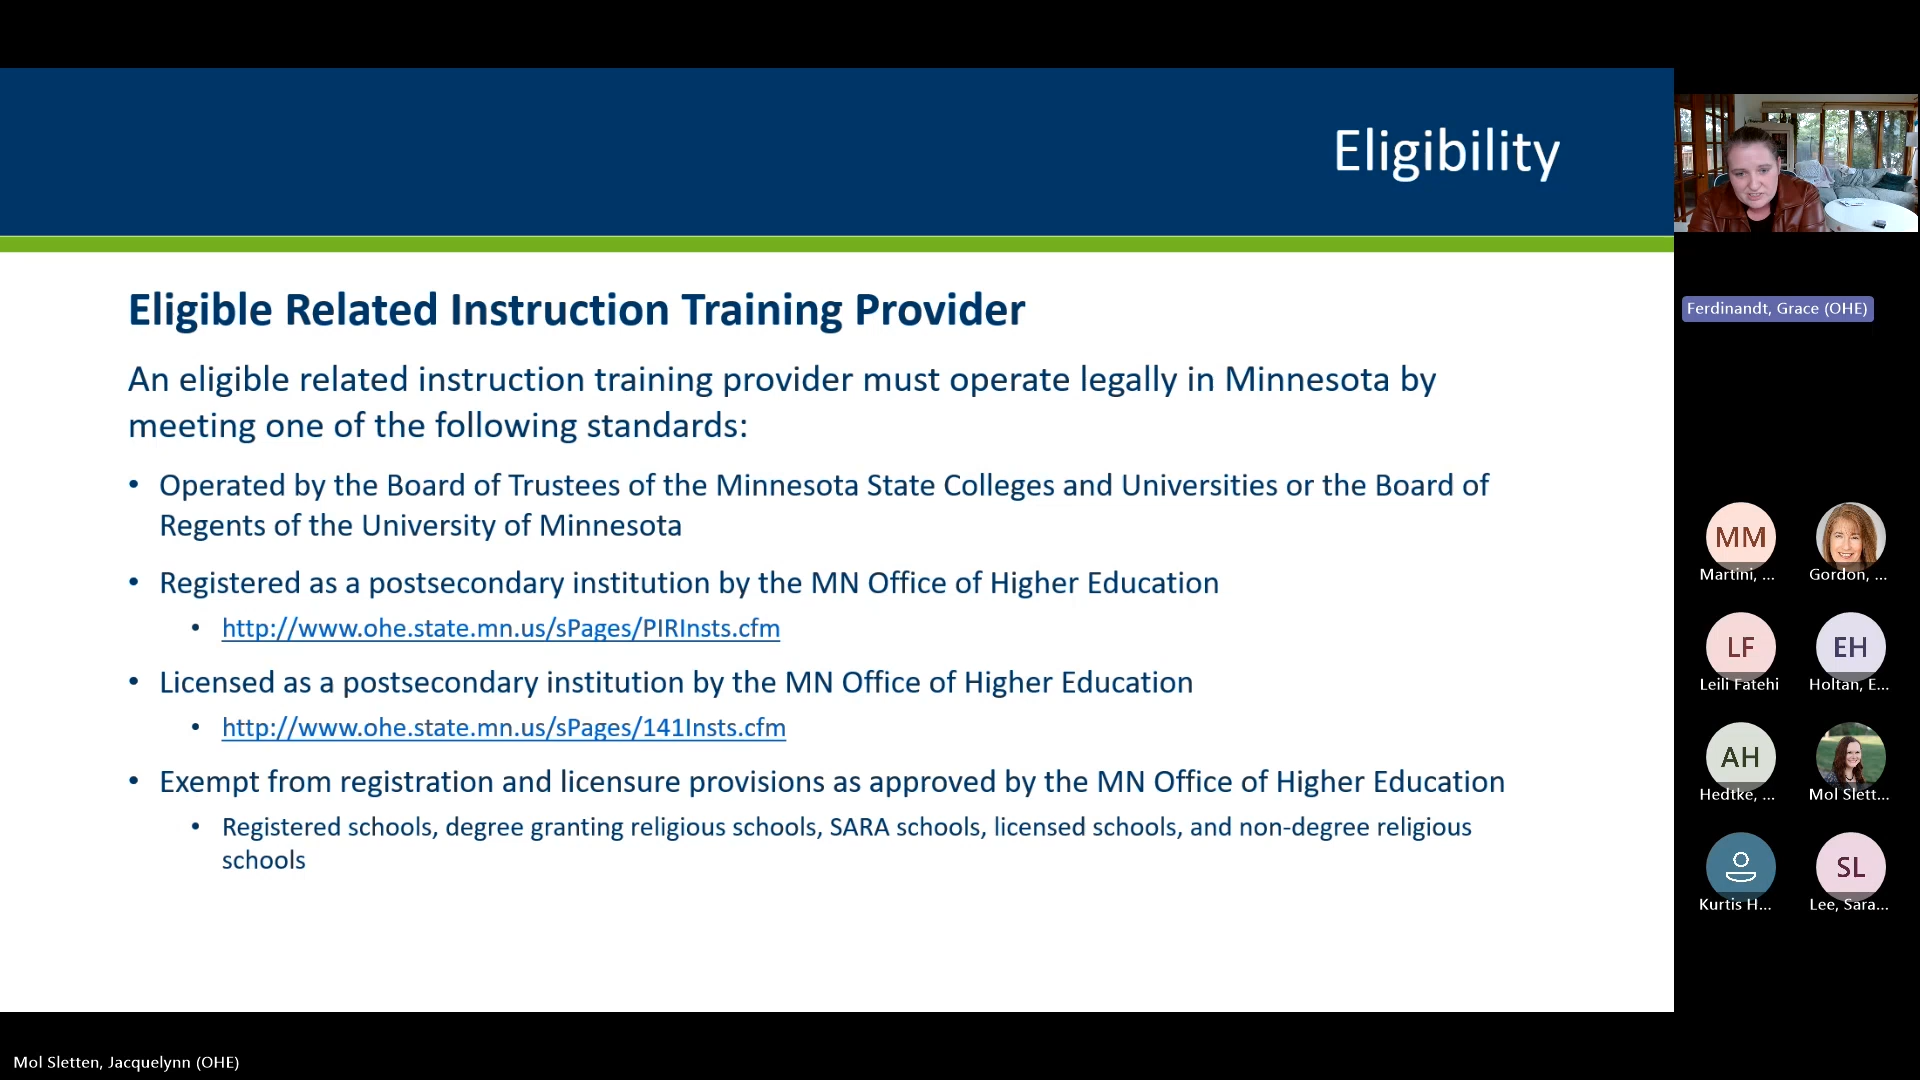 Eligibility
Eligible Related Instruction Training Provider
An eligible related instruction training provider must operate legally in Minnesota by
meeting one of the following standards:
• Operated by the Board of Trustees of the Minnesota State Colleges and Universities or the Board of
Regents of the University of Minnesota
• Registered as a postsecondary institution by the MN Office of Higher Education
• http://www.ohe.state.mn.us/sPages/PIRInsts.cfm
• Licensed as a postsecondary institution by the MN Office of Higher Education
• http://www.ohe.state.mn.us/sPages/141Insts.cfm
• Exempt from registration and licensure provisions as approved by the MN Office of Higher Education
• Registered schools, degree granting religious schools, SARA schools, licensed schools, and non-degree religious
schools
Ferdinandt, Grace (OHE)
MM
Martini, ...
Gordon, ...
LF
Leili Fatehi
EH
Holtan, E...
AH
Hedtke, ...
Mol Slett...
Kurtis H...
SL
Lee, Sara...
Mol Sletten, Jacquelynn (OHE)